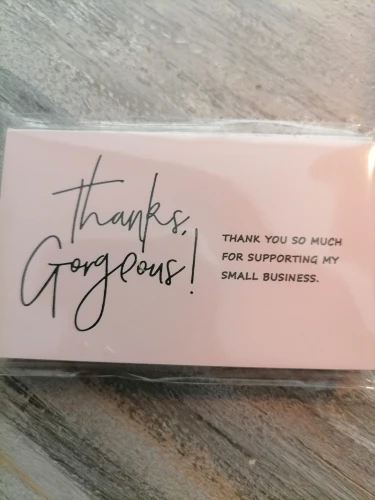 thanks,
Gorgeous!
THANK YOU SO MUCH
FOR SUPPORTING MY
SMALL BUSINESS.